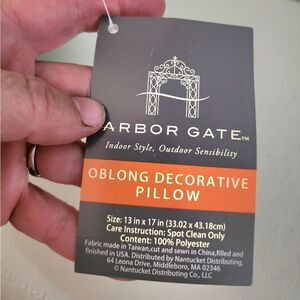 ARBOR GATE™
Indoor Style, Outdoor Sensibility
OBLONG DECORATIVE
PILLOW
Size: 13 in x 17 in (33.02 x 43.18cm)
Care Instruction: Spot Clean Only
Content: 100% Polyester
Fabric made in Taiwan,cut and sewn in China,filled and
finished in USA. Distributed by Nantucket Distributing,
64 Leona Drive, Middleboro, MA 02346
© Nantucket Distributing Co., LLC